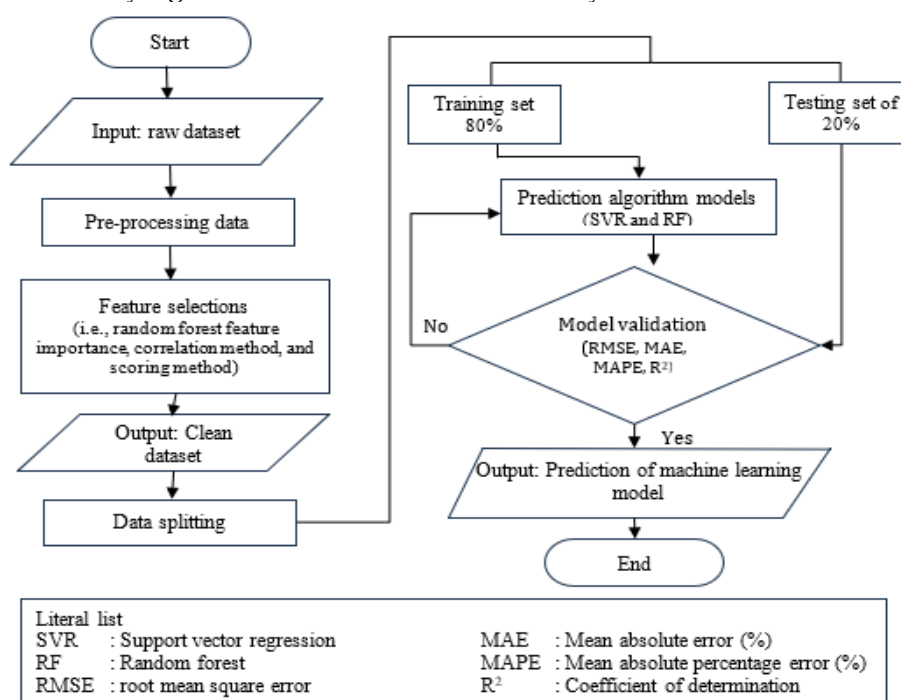 Start
Input: raw dataset
Pre-processing data
Feature selections
(i.e., random forest feature
importance, correlation method, and
scoring method)
Output: Clean
dataset
Data splitting
Training set
80%
Testing set of
20%
Prediction algorithm models
(SVR and RF)
No
Model validation
(RMSE, MAE,
MAPE, R²)
Yes
Output: Prediction of machine learning
model
End
Literal list
SVR : Support vector regression
RF : Random forest
RMSE : root mean square error
MAE : Mean absolute error (%)
MAPE : Mean absolute percentage error (%)
R² : Coefficient of determination